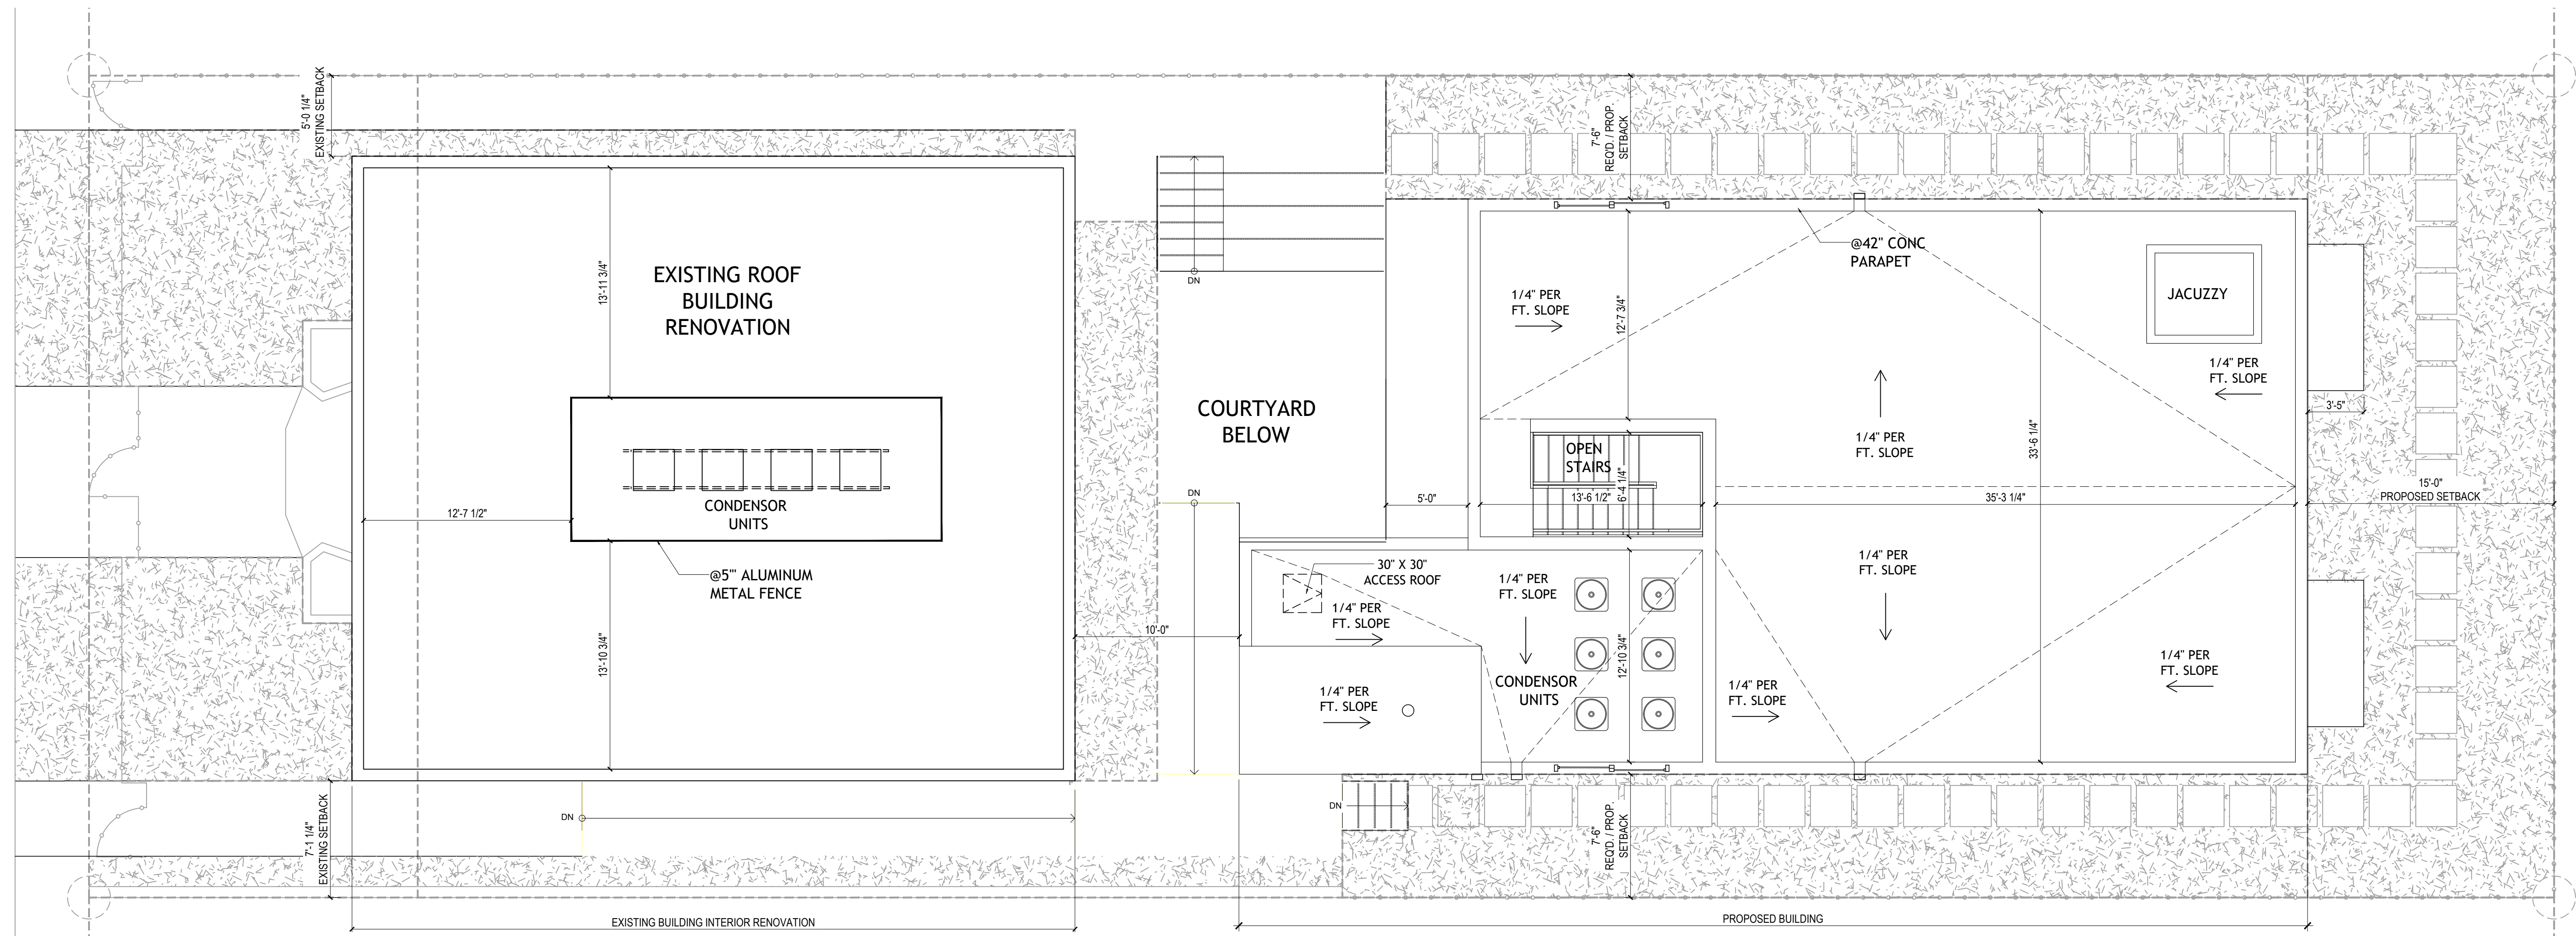 5'-0 1/4"
EXISTING SETBACK
EXISTING ROOF
BUILDING
RENOVATION
13'-11 3/4"
12'-7 1/2"
CONDENSOR
UNITS
@5'" ALUMINUM
METAL FENCE
13'-10 3/4"
7'-1 1/4"
EXISTING SETBACK
DN
EXISTING BUILDING INTERIOR RENOVATION
DN
COURTYARD
BELOW
DN
10'-0"
5'-0"
7'-6"
REQ'D. / PROP.
SETBACK
@42" CONC
PARAPET
1/4" PER
FT. SLOPE
12'-7 3/4"
JACUZZY
1/4" PER
FT. SLOPE
3'-5"
1/4" PER
FT. SLOPE
33'-6 1/4"
OPEN
STAIRS
6'-4 1/4"
13'-6 1/2"
35'-3 1/4"
15'-0"
PROPOSED SETBACK
30" X 30"
ACCESS ROOF
1/4" PER
FT. SLOPE
1/4" PER
FT. SLOPE
1/4" PER
FT. SLOPE
12'-10 3/4"
CONDENSOR
UNITS
1/4" PER
FT. SLOPE
1/4" PER
FT. SLOPE
1/4" PER
FT. SLOPE
DN
7'-6"
REQ'D. / PROP.
SETBACK
PROPOSED BUILDING